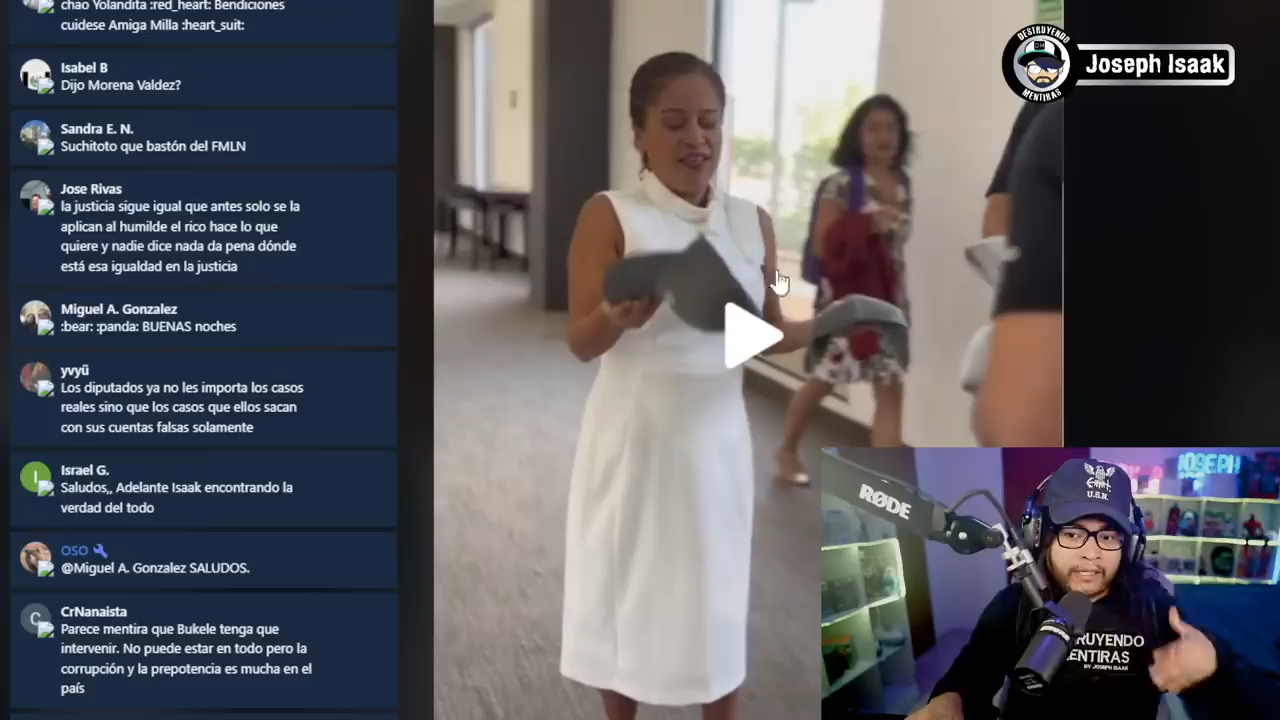 chao Yolandita :red_heart: Bendiciones
cuidese Amiga Milla :heart_suit:
Isabel B
Dijo Morena Valdez?
Sandra E. N.
Suchitoto que bastón del FMLN
Jose Rivas
la justicia sigue igual que antes solo se la
aplican al humilde el rico hace lo que
quiere y nadie dice nada da pena dónde
está esa igualdad en la justicia
Miguel A. Gonzalez
:bear: :panda: BUENAS noches
yvyü
Los diputados ya no les importa los casos
reales sino que los casos que ellos sacan
con sus cuentas falsas solamente
I
Israel G.
Saludos,, Adelante Isaak encontrando la
verdad del todo
OSO
@Miguel A. Gonzalez SALUDOS.
C
CrNanaista
Parece mentira que Bukele tenga que
intervenir. No puede estar en todo pero la
corrupción y la prepotencia es mucha en el
país
DESTRUYENDO
DM
MENTIRAS
Joseph Isaak
RØDE
JOSEPH
U.S.N.
RUYENDO
ENTIRAS
BY JOSEPH ISAAK